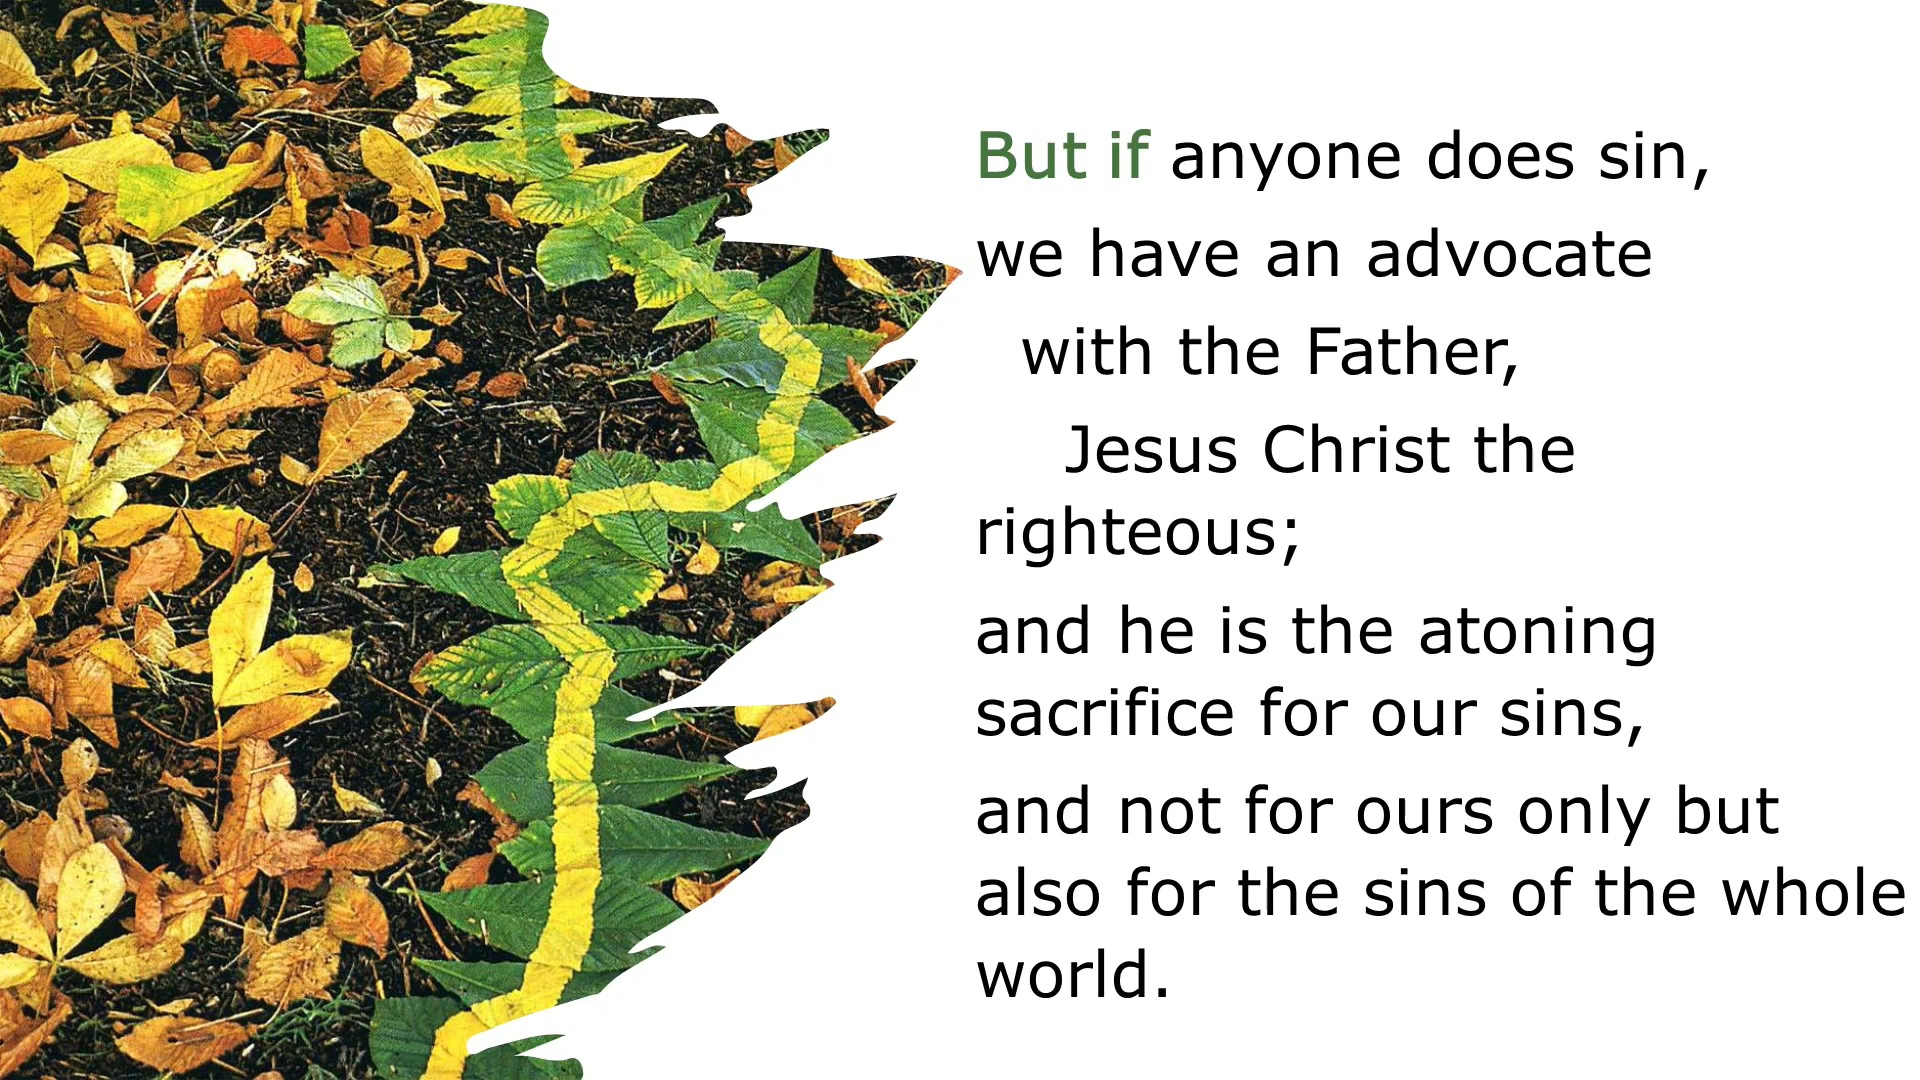 But if anyone does sin,
we have an advocate
with the Father,
Jesus Christ the
righteous;
and he is the atoning
sacrifice for our sins,
and not for ours only but
also for the sins of the whole
world.